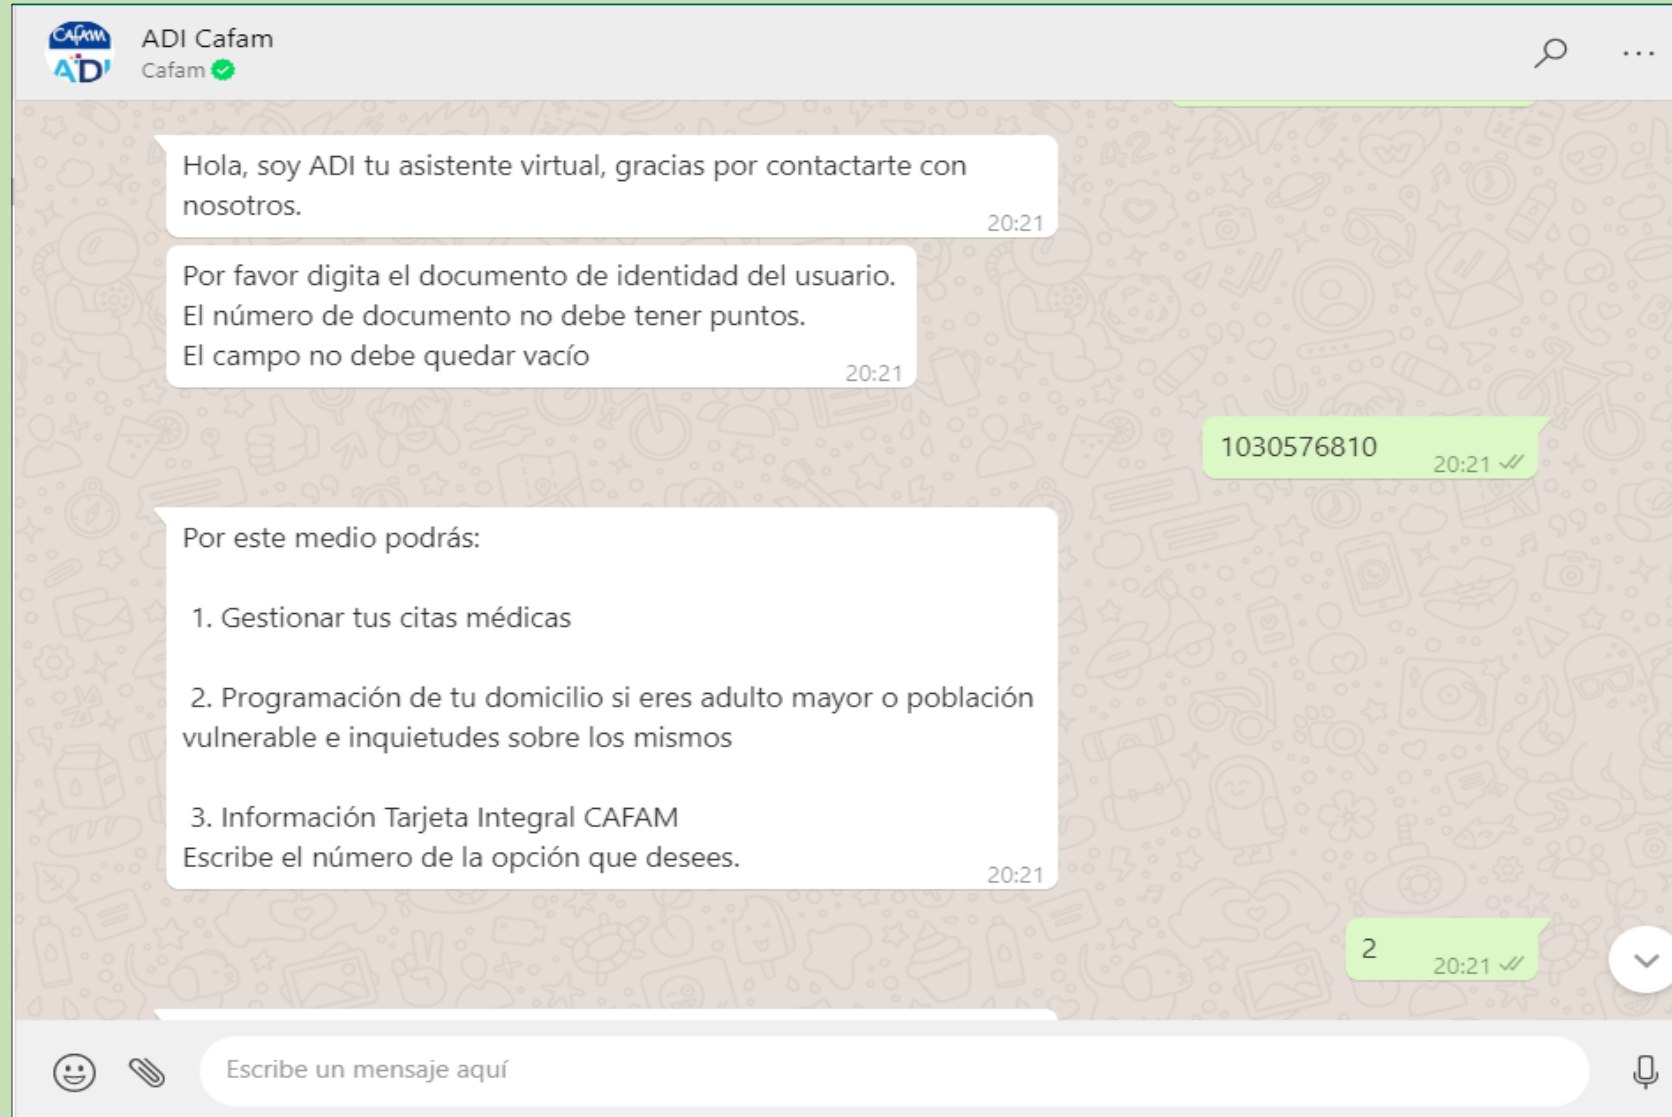 CAFAM
ADI
ADI Cafam
Cafam
Hola, soy ADI tu asistente virtual, gracias por contactarte con
nosotros.
20:21
Por favor digita el documento de identidad del usuario.
El número de documento no debe tener puntos.
El campo no debe quedar vacío
20:21
1030576810
20:21
Por este medio podrás:
1. Gestionar tus citas médicas
2. Programación de tu domicilio si eres adulto mayor o población
vulnerable e inquietudes sobre los mismos
3. Información Tarjeta Integral CAFAM
Escribe el número de la opción que desees.
20:21
2
20:21
Escribe un mensaje aquí